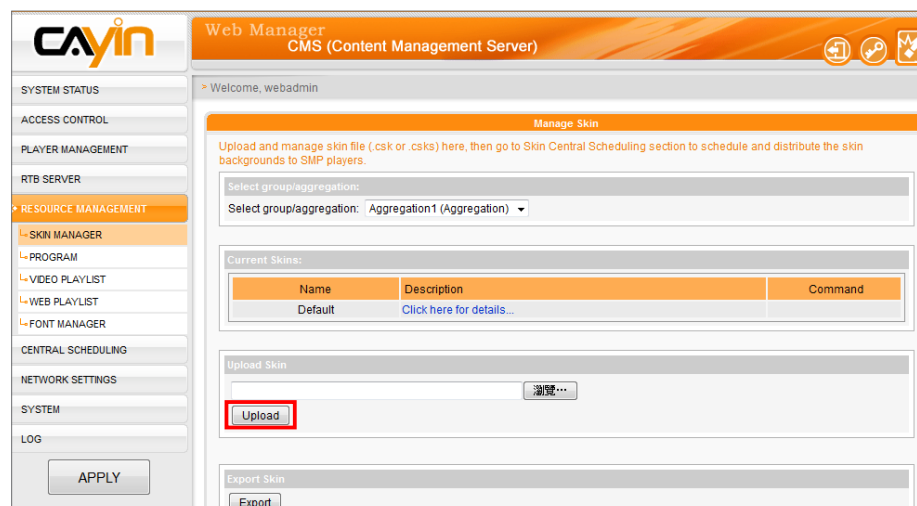 CAYIN
Web Manager
CMS (Content Management Server)
SYSTEM STATUS
ACCESS CONTROL
PLAYER MANAGEMENT
RTB SERVER
RESOURCE MANAGEMENT
SKIN MANAGER
PROGRAM
VIDEO PLAYLIST
WEB PLAYLIST
FONT MANAGER
CENTRAL SCHEDULING
NETWORK SETTINGS
SYSTEM
LOG
APPLY
> Welcome, webadmin
Manage Skin
Upload and manage skin file (.csk or .csks) here, then go to Skin Central Scheduling section to schedule and distribute the skin
backgrounds to SMP players.
Select group/aggregation:
Select group/aggregation: Aggregation1 (Aggregation)
Current Skins:
Name Description Command
Default Click here for details...
Upload Skin
瀏覽…
Upload
Export Skin
Export